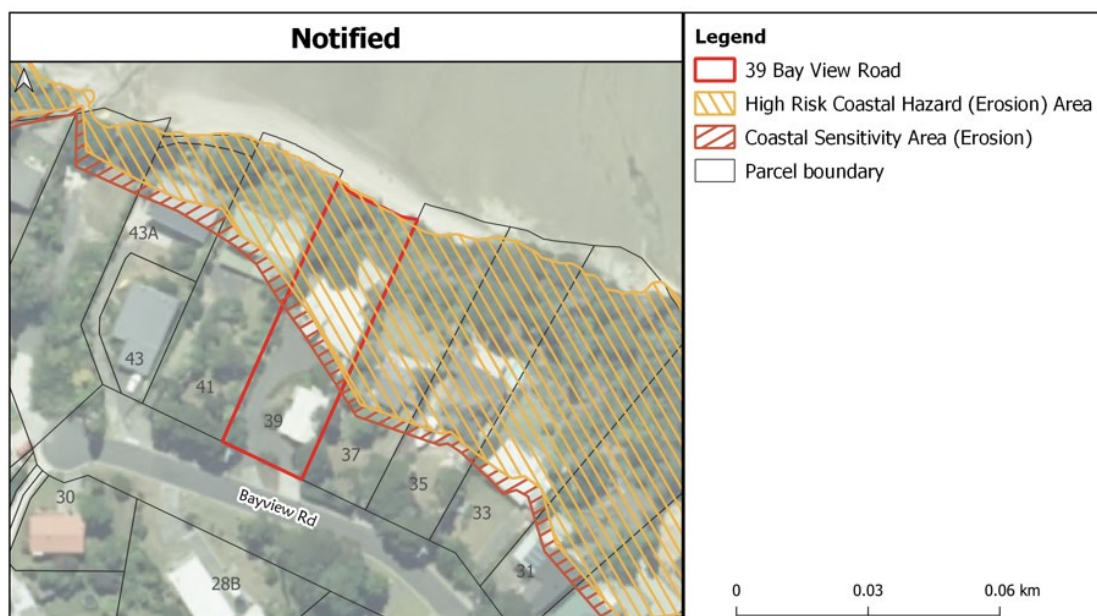 Notified
Legend
39 Bay View Road
High Risk Coastal Hazard (Erosion) Area
Coastal Sensitivity Area (Erosion)
Parcel boundary
43A
43
41
39
37
35
33
31
30
28B
Bayview Rd
0 0.03 0.06 km